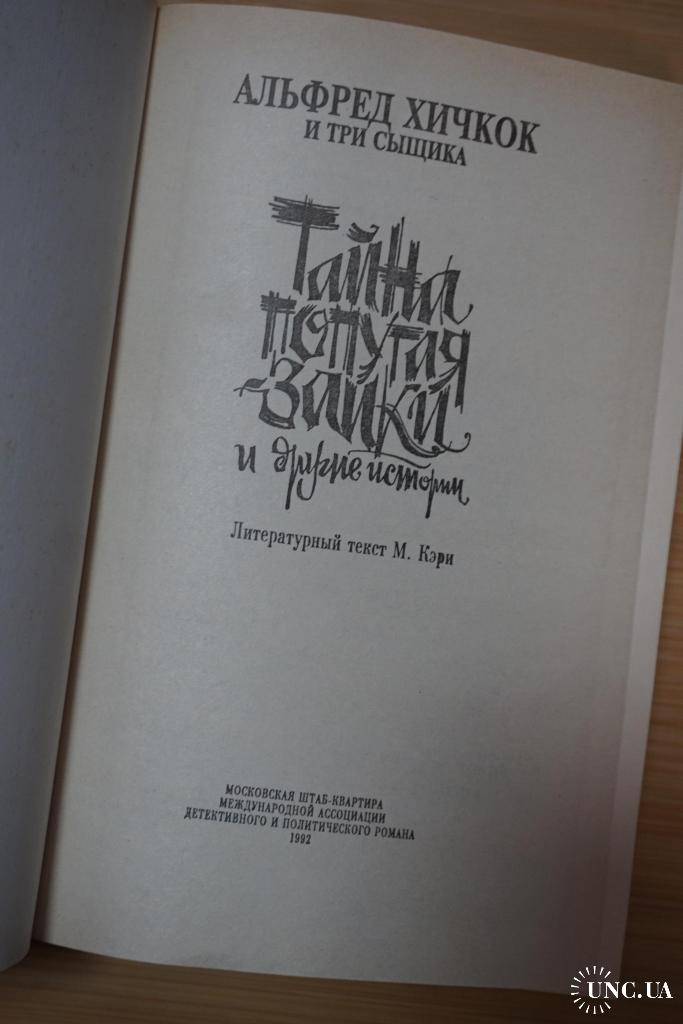 АЛЬФРЕД ХИЧКОК
И ТРИ СЫЩИКА
Тайна
попугая
-заики
и другие истории
Литературный текст М. Кэри
МОСКОВСКАЯ ШТАБ-КВАРТИРА
МЕЖДУНАРОДНОЙ АССОЦИАЦИИ
ДЕТЕКТИВНОГО И ПОЛИТИЧЕСКОГО РОМАНА
1992
UNC.UA